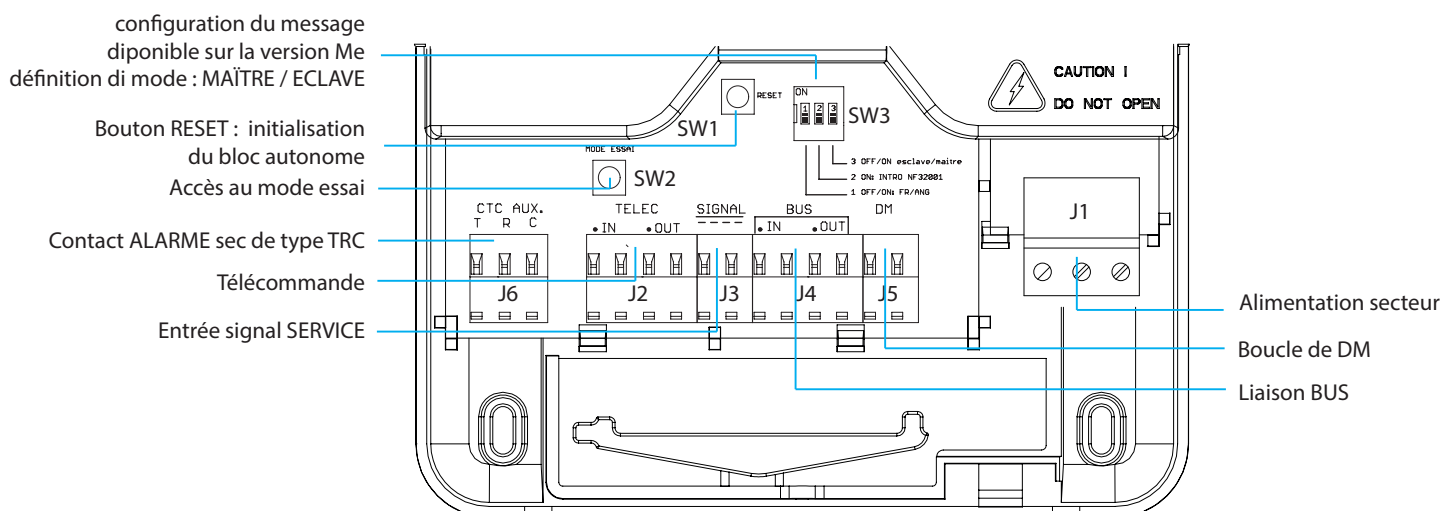 configuration du message
diponible sur la version Me
définition di mode : MAÏTRE / ECLAVE
Bouton RESET : initialisation
du bloc autonome
Accès au mode essai
Contact ALARME sec de type TRC
Télécommande
Entrée signal SERVICE
RESET
SW1
ON
1 2 3
SW3
MODE ESSAI
SW2
3 OFF/ON esclave/maitre
2 ON: INTRO NF32001
1 OFF/ON: FR/ANG
CAUTION !
DO NOT OPEN
CTC AUX.
T R C
TELEC
IN OUT
SIGNAL
BUS
IN OUT
DM
J6
J2
J3
J4
J5
J1
Alimentation secteur
Boucle de DM
Liaison BUS